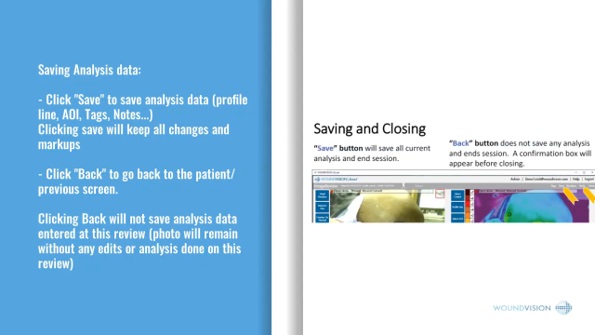 Saving Analysis data:
- Click "Save" to save analysis data (profile
line, AOI, Tags, Notes...)
Clicking save will keep all changes and
markups
- Click "Back" to go back to the patient/
previous screen.
Clicking Back will not save analysis data
entered at this review (photo will remain
without any edits or analysis done on this
review)
Saving and Closing
"Save" button will save all current
analysis and end session.
"Back" button does not save any analysis
and ends session. A confirmation box will
appear before closing.
WOUNDVISION
WOUNDVISION